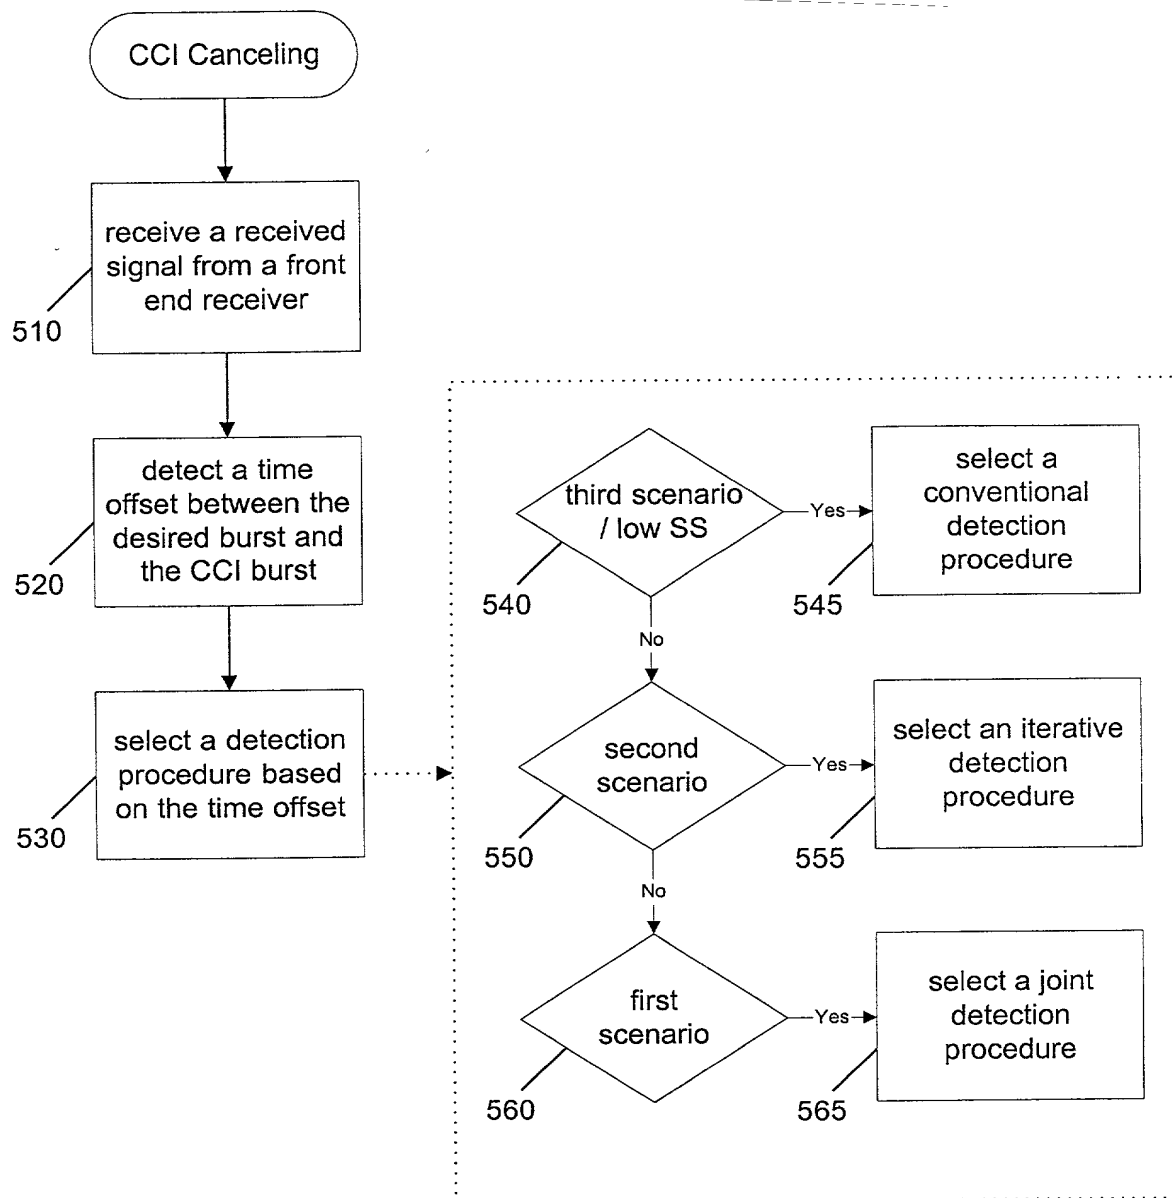 CCI Canceling
receive a received
signal from a front
end receiver
510
detect a time
offset between the
desired burst and
the CCI burst
520
select a detection
procedure based
on the time offset
530
third scenario
/ low SS
540
Yes
select a
conventional
detection
procedure
545
No
second
scenario
550
Yes
select an iterative
detection
procedure
555
No
first
scenario
560
Yes
select a joint
detection
procedure
565